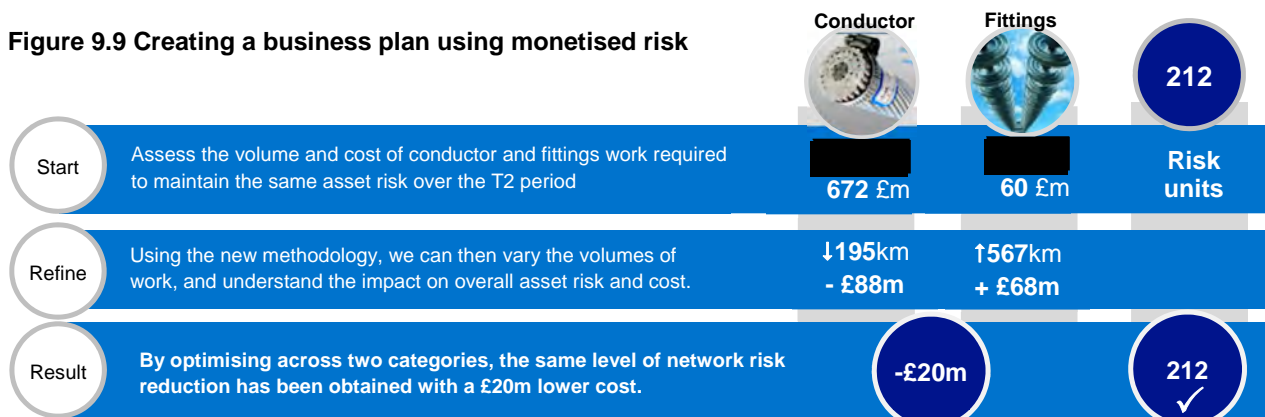 Figure 9.9 Creating a business plan using monetised risk
Conductor
Fittings
212
Start
Assess the volume and cost of conductor and fittings work required
to maintain the same asset risk over the T2 period
672 £m
60 £m
Risk
units
Refine
Using the new methodology, we can then vary the volumes of
work, and understand the impact on overall asset risk and cost.
↓195km
- £88m
↑567km
+ £68m
Result
By optimising across two categories, the same level of network risk
reduction has been obtained with a £20m lower cost.
-£20m
212
✓